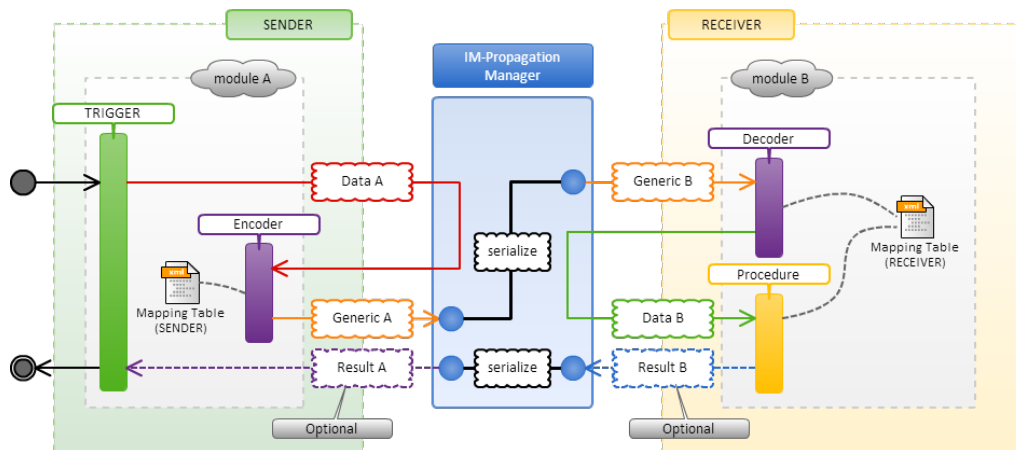 SENDER
RECEIVER
IM-Propagation
Manager
module A
module B
TRIGGER
Decoder
Data A
Generic B
xml
Mapping Table
(RECEIVER)
Encoder
serialize
xml
Mapping Table
(SENDER)
Procedure
Generic A
Data B
Result A
serialize
Result B
Optional
Optional